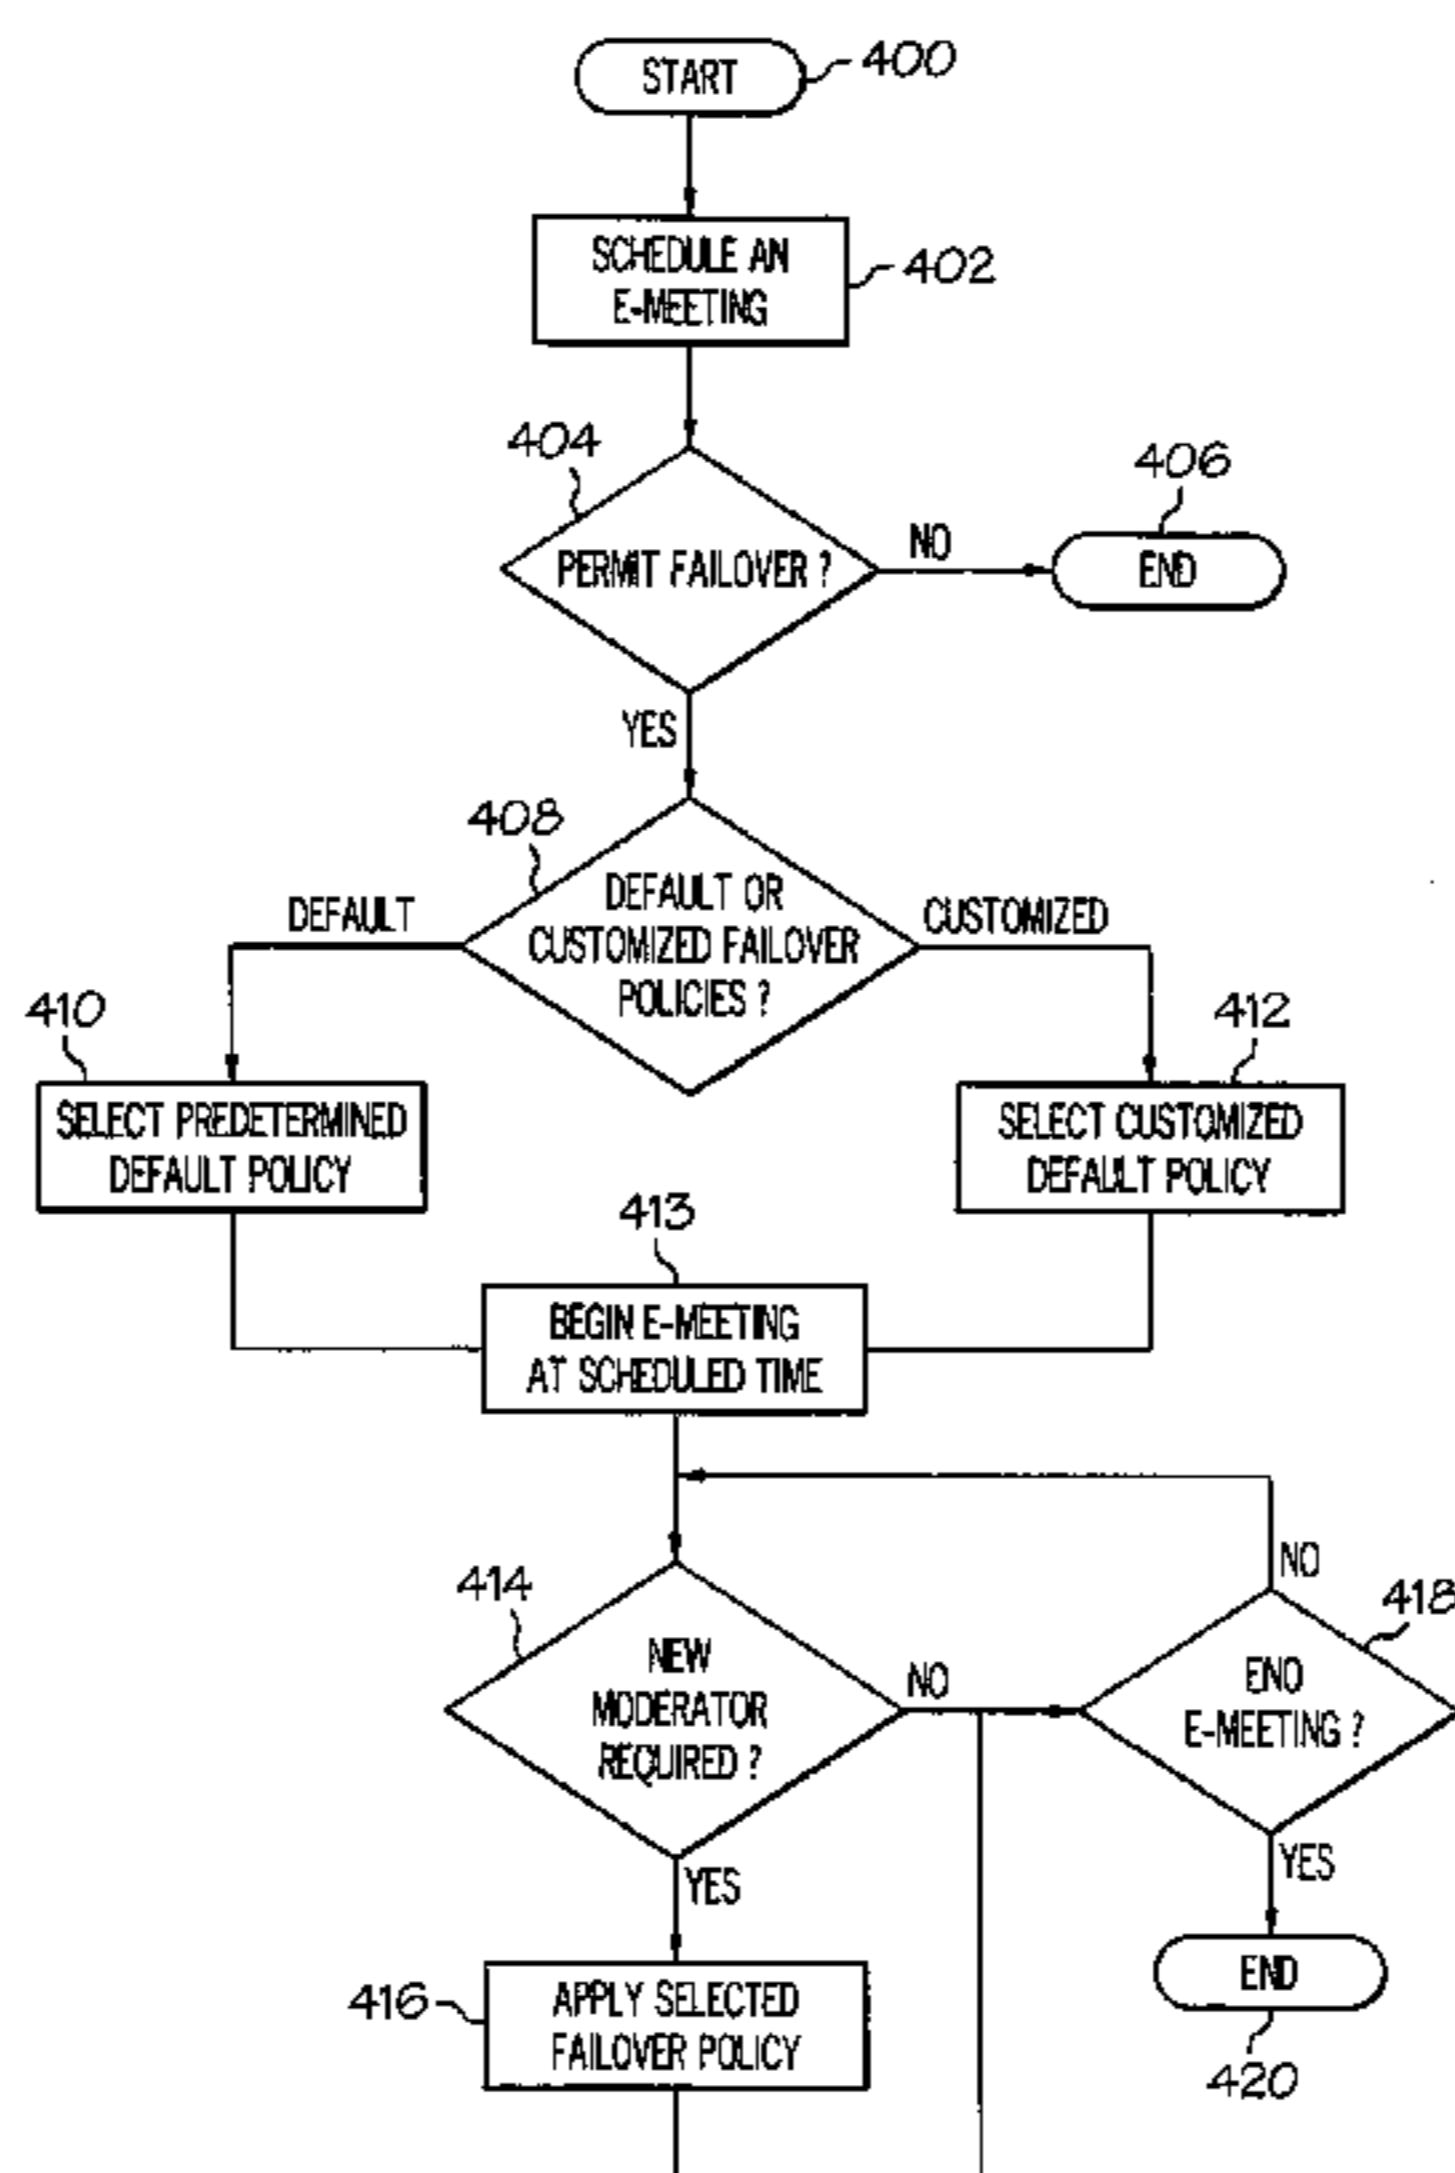 START
400
SCHEDULE AN
E-MEETING
402
404
PERMIT FAILOVER ?
NO
406
END
YES
408
DEFAULT OR
CUSTOMIZED FAILOVER
POLICIES ?
DEFAULT
CUSTOMIZED
410
SELECT PREDETERMINED
DEFAULT POLICY
412
SELECT CUSTOMIZED
DEFAULT POLICY
413
BEGIN E-MEETING
AT SCHEDULED TIME
414
NEW
MODERATOR
REQUIRED ?
NO
NO
418
END
E-MEETING ?
YES
YES
416
APPLY SELECTED
FAILOVER POLICY
END
420